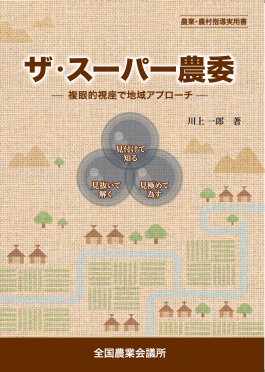 農業・農村指導実用書
ザ・スーパー農委
― 複眼的視座で地域アプローチ ―
川上 一郎　著
見付けて
知る
見抜いて
解く
見極めて
為す
全国農業会議所